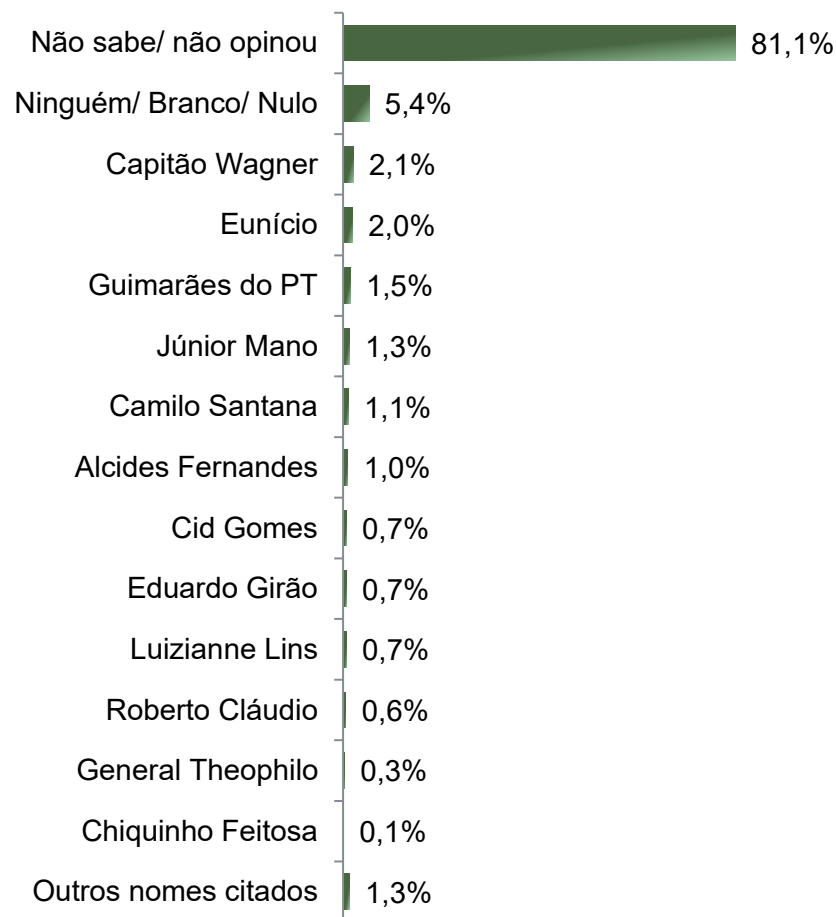 Não sabe/ não opinou 81,1%
Ninguém/ Branco/ Nulo 5,4%
Capitão Wagner 2,1%
Eunício 2,0%
Guimarães do PT 1,5%
Júnior Mano 1,3%
Camilo Santana 1,1%
Alcides Fernandes 1,0%
Cid Gomes 0,7%
Eduardo Girão 0,7%
Luizianne Lins 0,7%
Roberto Cláudio 0,6%
General Theophilo 0,3%
Chiquinho Feitosa 0,1%
Outros nomes citados 1,3%